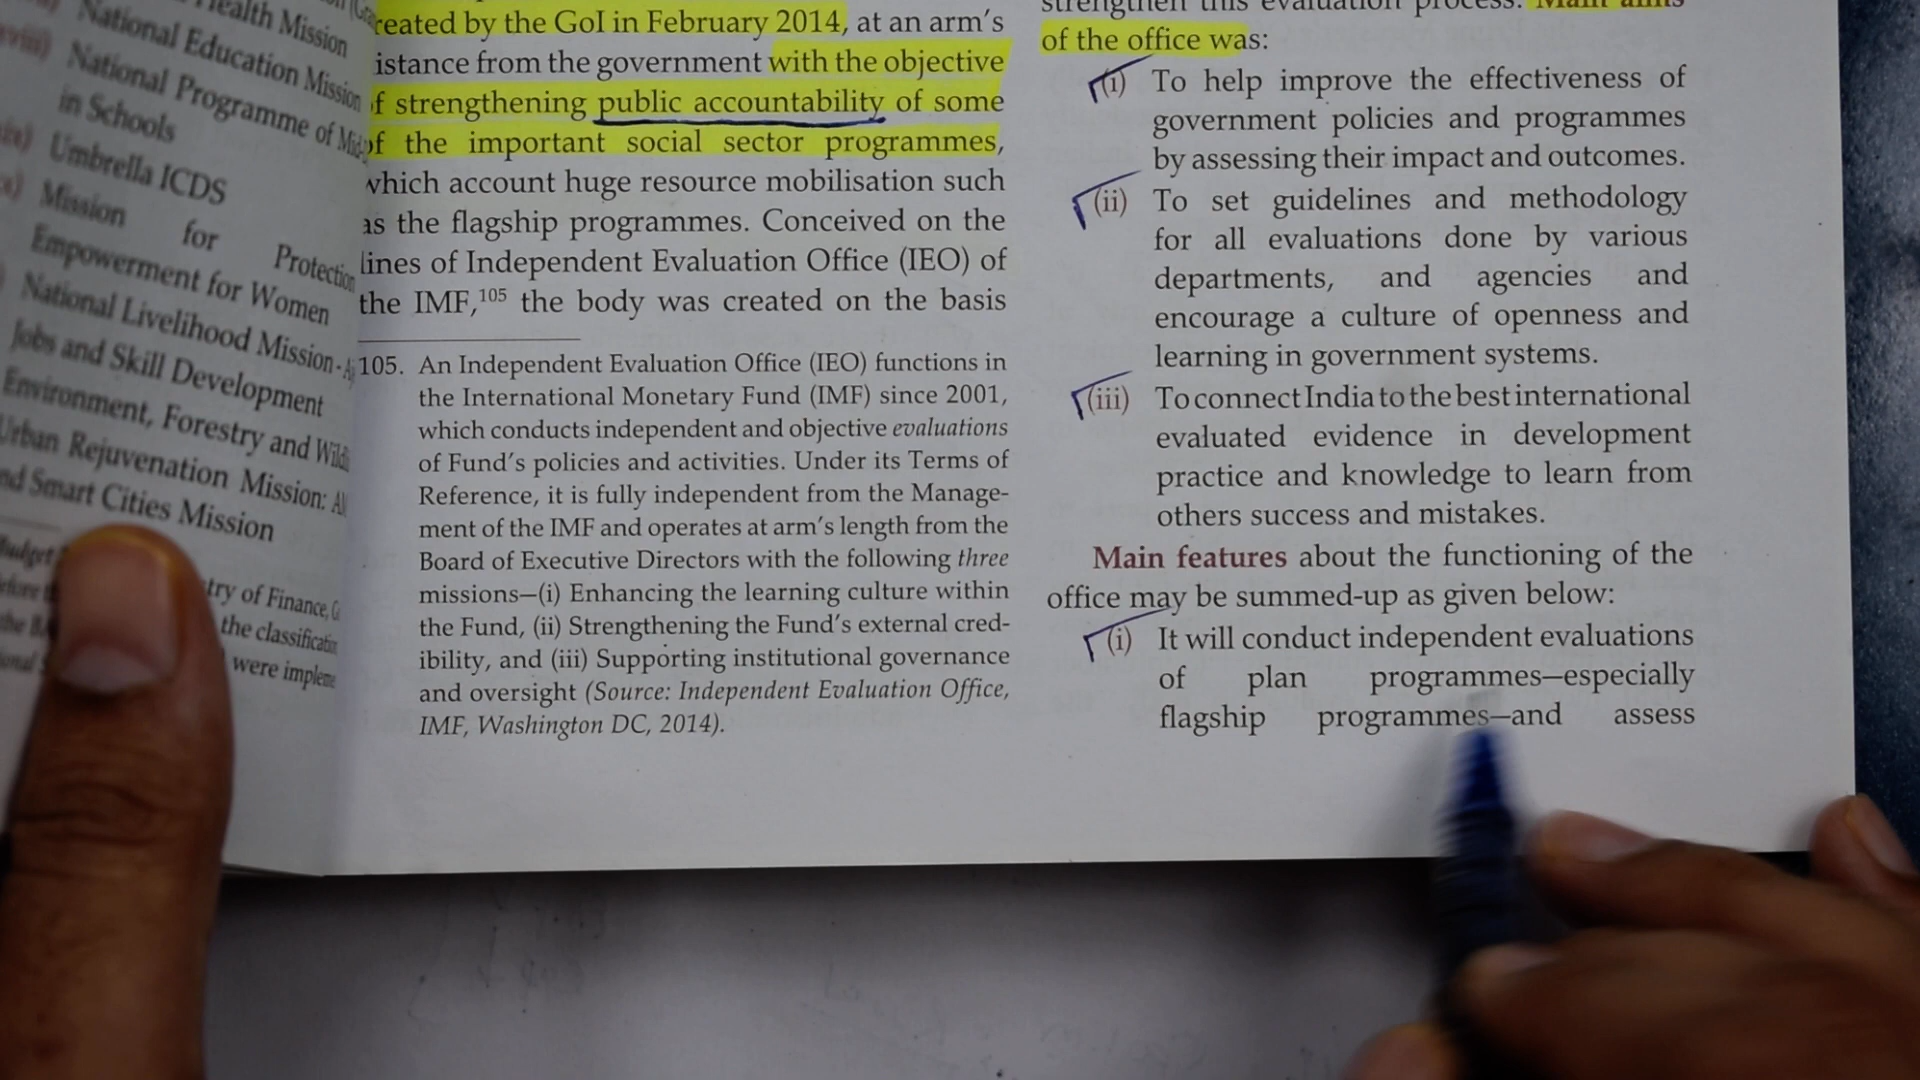 Health Mission
National Education Mission
National Programme of Mid-
in Schools
Umbrella ICDS
Mission for Protection
Empowerment for Women
National Livelihood Mission -
Jobs and Skill Development
Environment, Forestry and Wild
Urban Rejuvenation Mission:
nd Smart Cities Mission
Budget
try of Finance,
the classificatin
were impleme
reated by the GoI in February 2014, at an arm's
istance from the government with the objective
f strengthening public accountability of some
of the important social sector programmes,
which account huge resource mobilisation such
as the flagship programmes. Conceived on the
lines of Independent Evaluation Office (IEO) of
the IMF,105 the body was created on the basis
105. An Independent Evaluation Office (IEO) functions in
the International Monetary Fund (IMF) since 2001,
which conducts independent and objective evaluations
of Fund's policies and activities. Under its Terms of
Reference, it is fully independent from the Manage-
ment of the IMF and operates at arm's length from the
Board of Executive Directors with the following three
missions—(i) Enhancing the learning culture within
the Fund, (ii) Strengthening the Fund's external cred-
ibility, and (iii) Supporting institutional governance
and oversight (Source: Independent Evaluation Office,
IMF, Washington DC, 2014).
strengthen this evaluation process. Main aims
of the office was:
(i) To help improve the effectiveness of
government policies and programmes
by assessing their impact and outcomes.
(ii) To set guidelines and methodology
for all evaluations done by various
departments, and agencies and
encourage a culture of openness and
learning in government systems.
(iii) To connect India to the best international
evaluated evidence in development
practice and knowledge to learn from
others success and mistakes.
Main features about the functioning of the
office may be summed-up as given below:
(i) It will conduct independent evaluations
of plan programmes—especially
flagship programmes—and assess